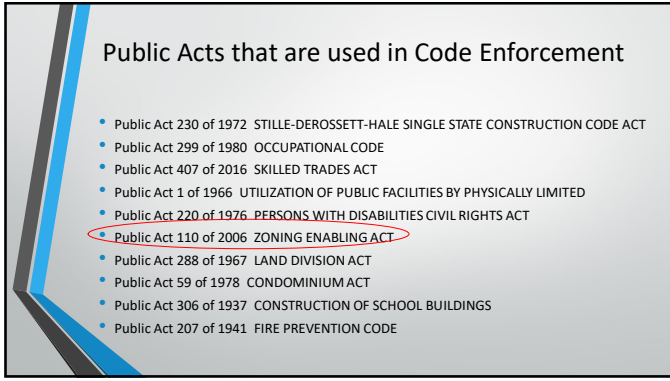 Public Acts that are used in Code Enforcement
• Public Act 230 of 1972 STILLE-DEROSSETT-HALE SINGLE STATE CONSTRUCTION CODE ACT
• Public Act 299 of 1980 OCCUPATIONAL CODE
• Public Act 407 of 2016 SKILLED TRADES ACT
• Public Act 1 of 1966 UTILIZATION OF PUBLIC FACILITIES BY PHYSICALLY LIMITED
• Public Act 220 of 1976 PERSONS WITH DISABILITIES CIVIL RIGHTS ACT
• Public Act 110 of 2006 ZONING ENABLING ACT
• Public Act 288 of 1967 LAND DIVISION ACT
• Public Act 59 of 1978 CONDOMINIUM ACT
• Public Act 306 of 1937 CONSTRUCTION OF SCHOOL BUILDINGS
• Public Act 207 of 1941 FIRE PREVENTION CODE